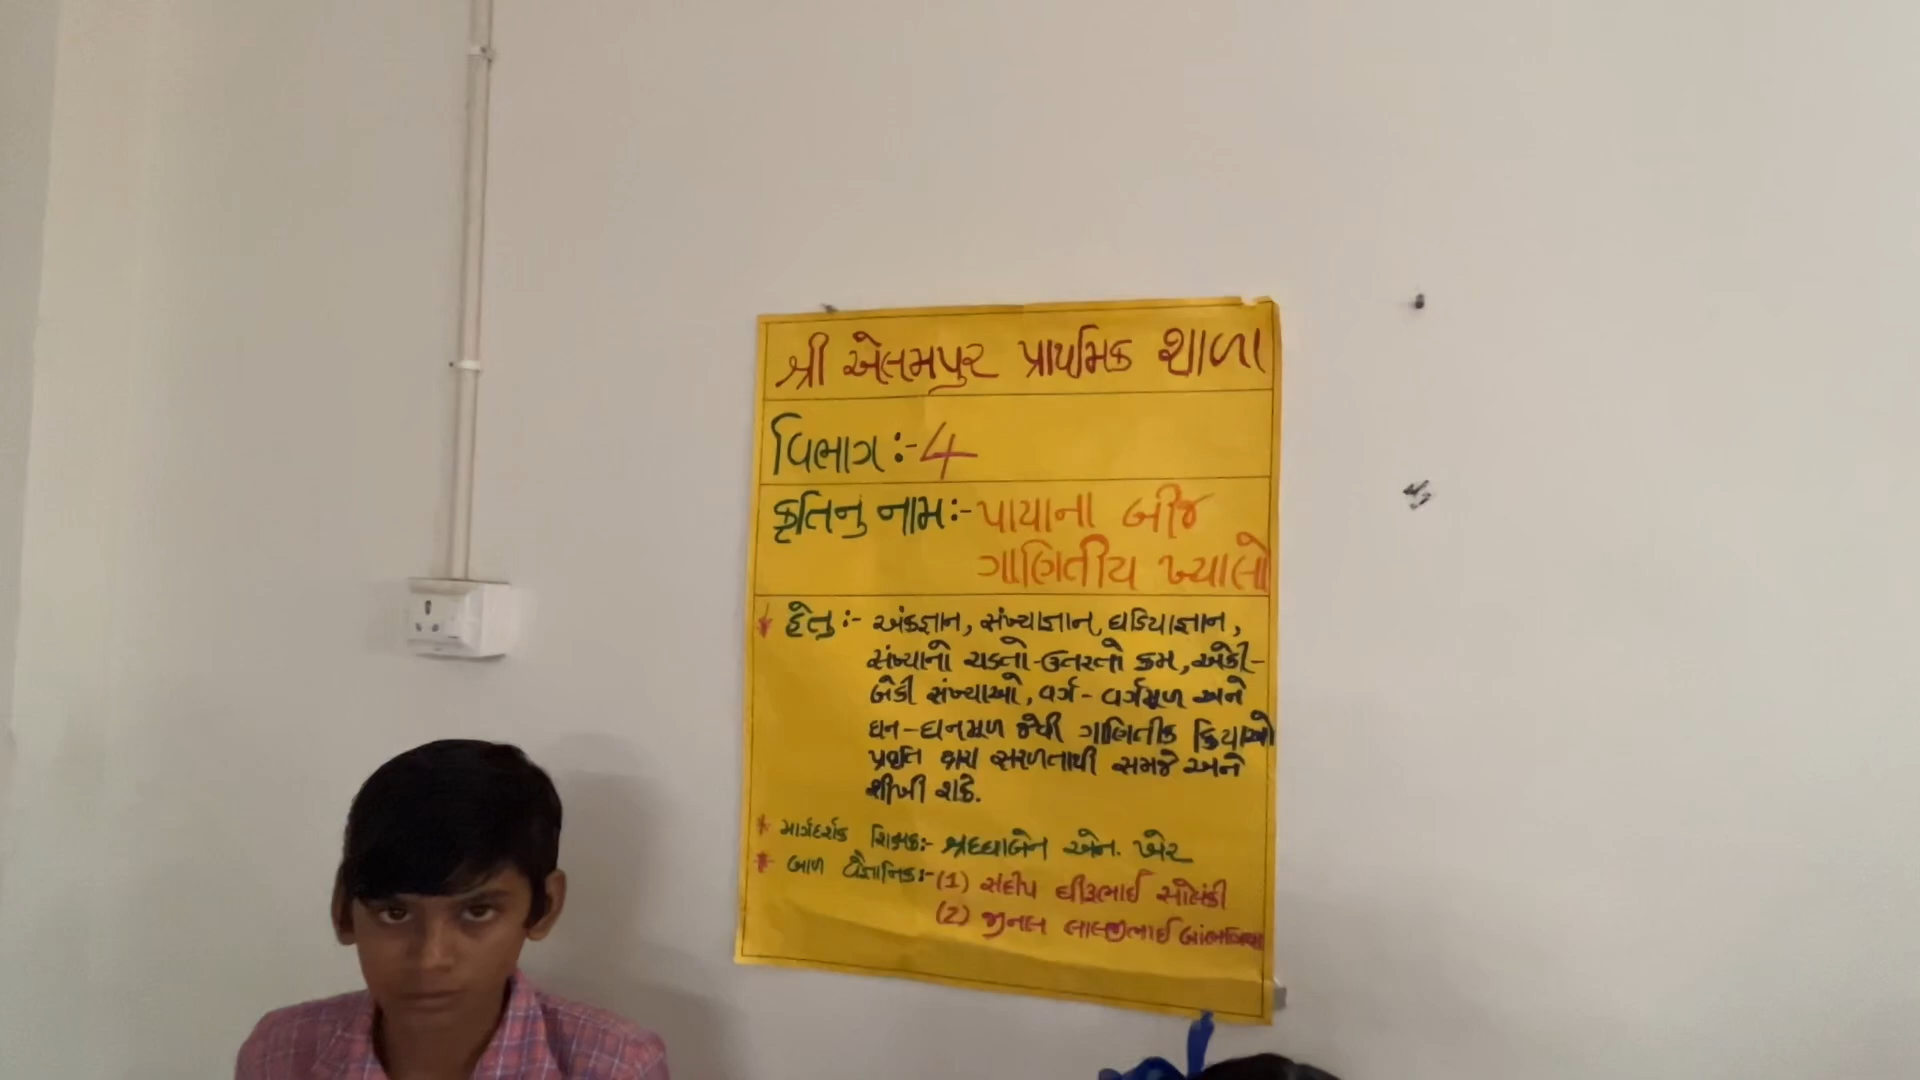 શ્રી એલમપુર પ્રાથમિક શાળા
વિભાગ :- 4
કૃતિનુ નામ :- પાયાના બીજ
ગાણિતીય ખ્યાલો
* હેતુ :- અંકજ્ઞાન, સંખ્યાજ્ઞાન, ઘડિયાજ્ઞાન,
સંખ્યાનો ચડતો-ઉતરતો ક્રમ, એકી-
બેકી સંખ્યાઓ, વર્ગ - વર્ગમૂળ અને
ઘન - ઘનમૂળ જેવી ગાણિતીક ક્રિયાઓ
પ્રવૃતિ દ્વારા સરળતાથી સમજે અને
શીખી શકે.
* માર્ગદર્શક શિક્ષક:- શ્રધ્ધાબેન એન. ખેર
* બાળ વૈજ્ઞાનિક:- (1) સંદીપ ધીરૂભાઈ સોલંકી
(2) જીનલ લાલજીભાઈ